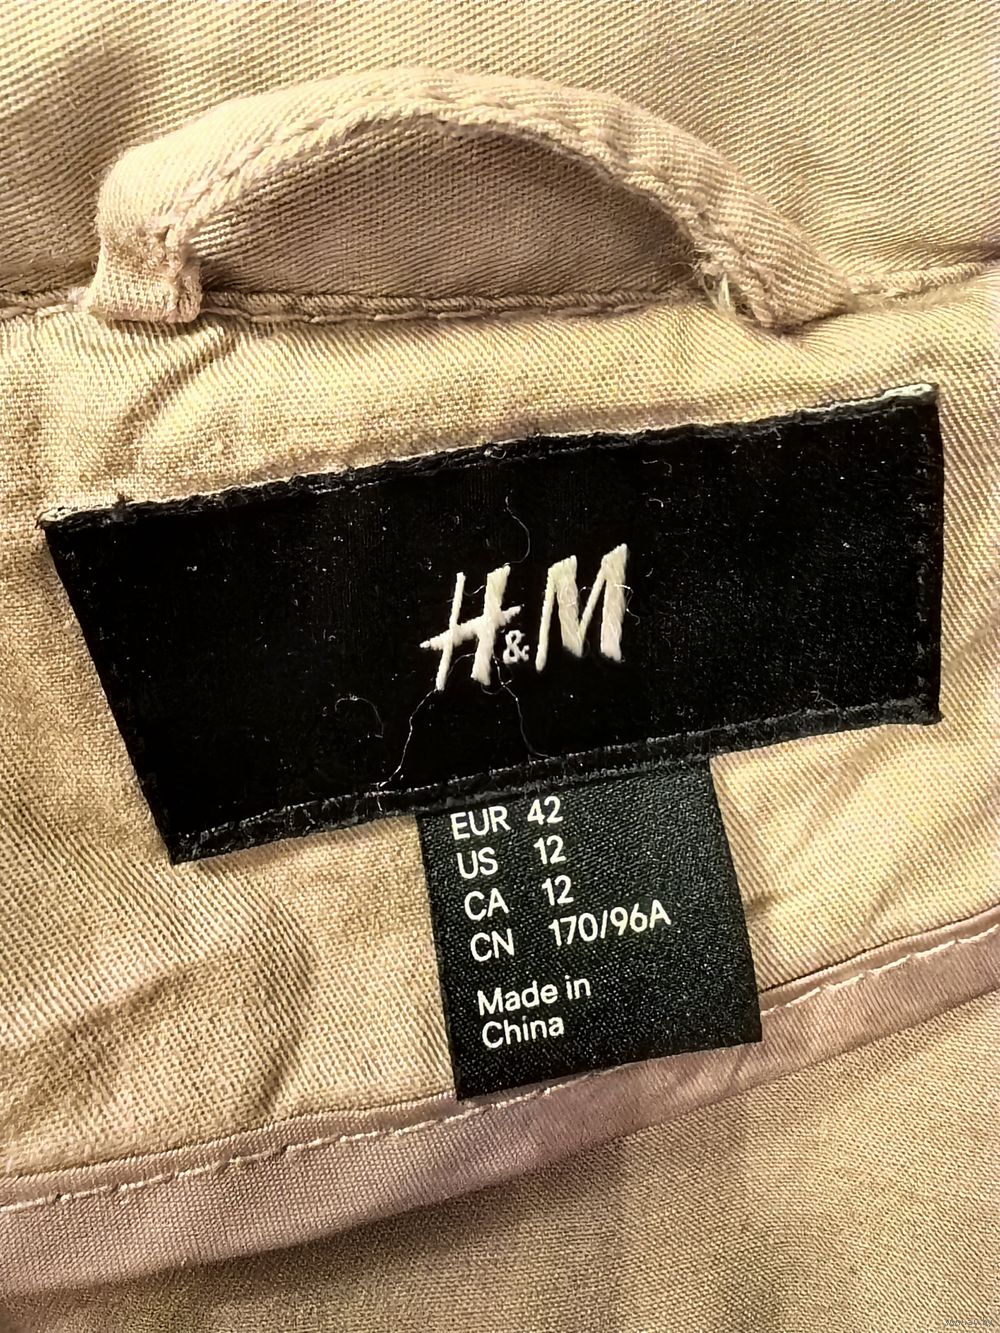 H&M
EUR 42
US 12
CA 12
CN 170/96A
Made in
China